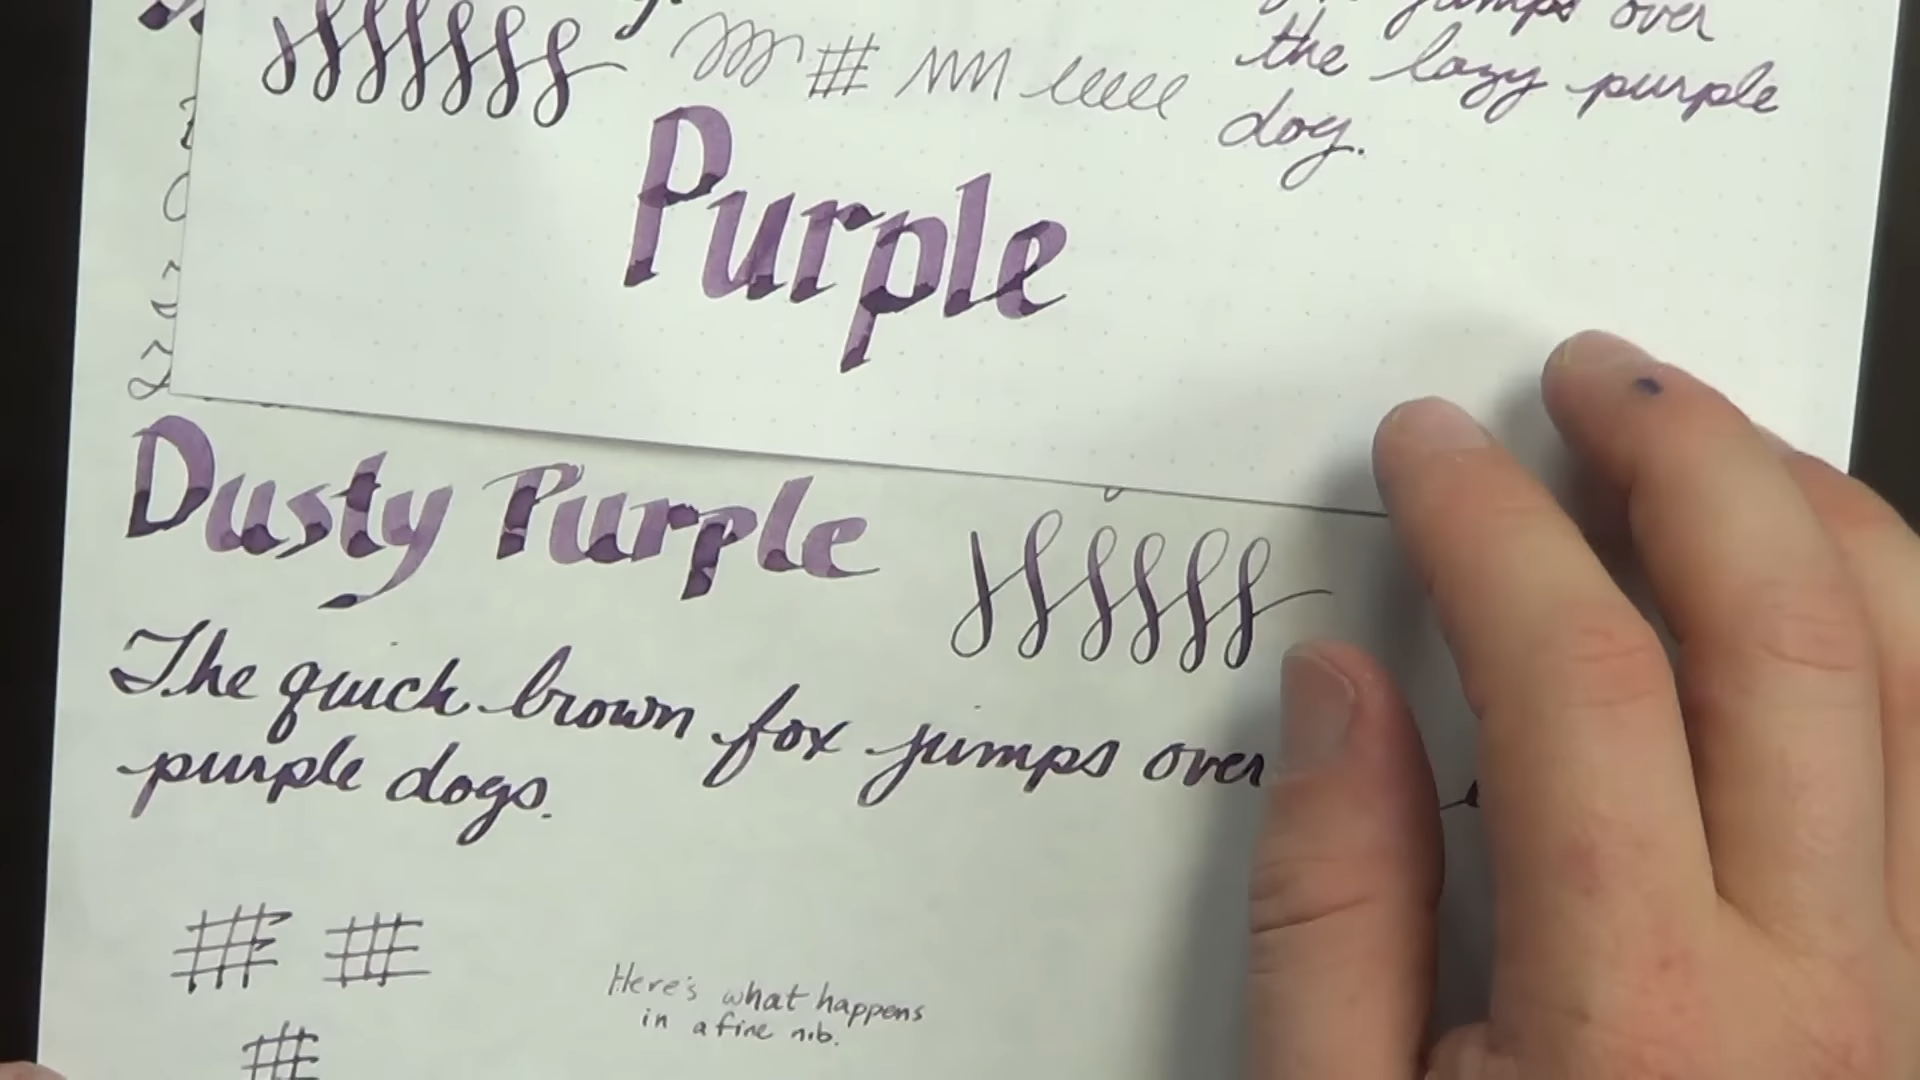 jumps over
the lazy purple
dog.
Purple
Dusty Purple
The quick brown fox jumps over
purple dogs.
Here's what happens
in a fine nib.